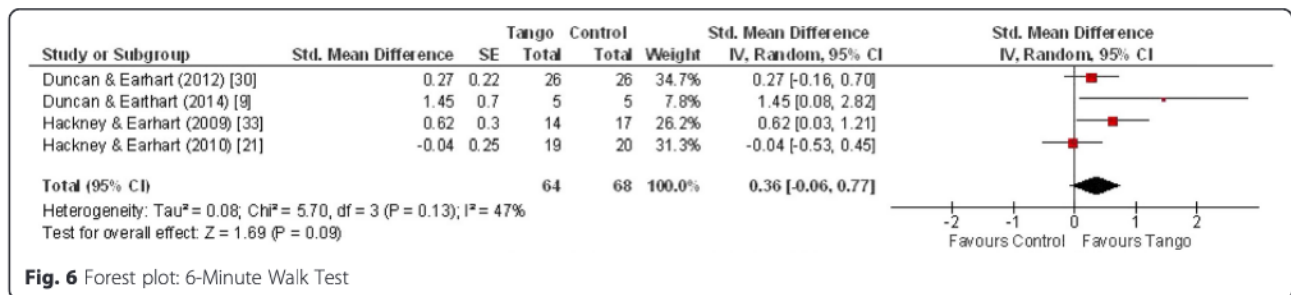 Tango Control Std. Mean Difference Std. Mean Difference
Study or Subgroup Std. Mean Difference SE Total Total Weight IV, Random, 95% CI IV, Random, 95% CI
Duncan & Earhart (2012) [30] 0.27 0.22 26 26 34.7% 0.27 [-0.16, 0.70]
Duncan & Earthart (2014) [9] 1.45 0.7 5 5 7.8% 1.45 [0.08, 2.82]
Hackney & Earhart (2009) [33] 0.62 0.3 14 17 26.2% 0.62 [0.03, 1.21]
Hackney & Earhart (2010) [21] -0.04 0.25 19 20 31.3% -0.04 [-0.53, 0.45]
Total (95% CI) 64 68 100.0% 0.36 [-0.06, 0.77]
Heterogeneity: Tau² = 0.08; Chi² = 5.70, df = 3 (P = 0.13); I² = 47%
Test for overall effect: Z = 1.69 (P = 0.09)
-2 -1 0 1 2
Favours Control Favours Tango
Fig. 6 Forest plot: 6-Minute Walk Test